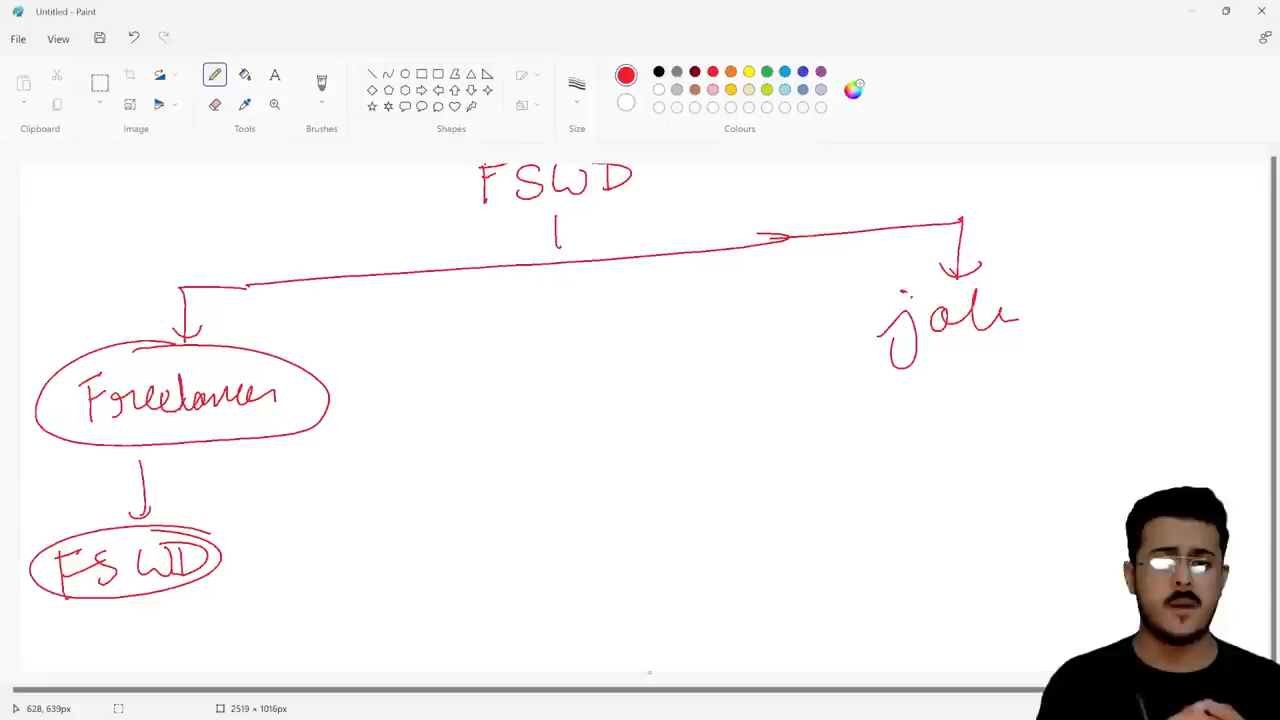 Untitled - Paint
File View
Clipboard Image Tools Brushes Shapes Size Colours
FSWD
job
Freelancer
FSWD
628, 639px 2519 × 1016px